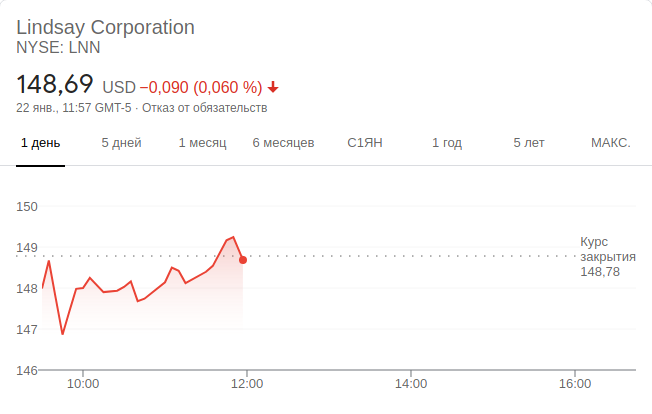 Lindsay Corporation
NYSE: LNN
148,69 USD −0,090 (0,060 %)
22 янв., 11:57 GMT-5 · Отказ от обязательств
1 день 5 дней 1 месяц 6 месяцев С1ЯН 1 год 5 лет МАКС.
150
149
148
147
146
Курс
закрытия
148,78
10:00 12:00 14:00 16:00